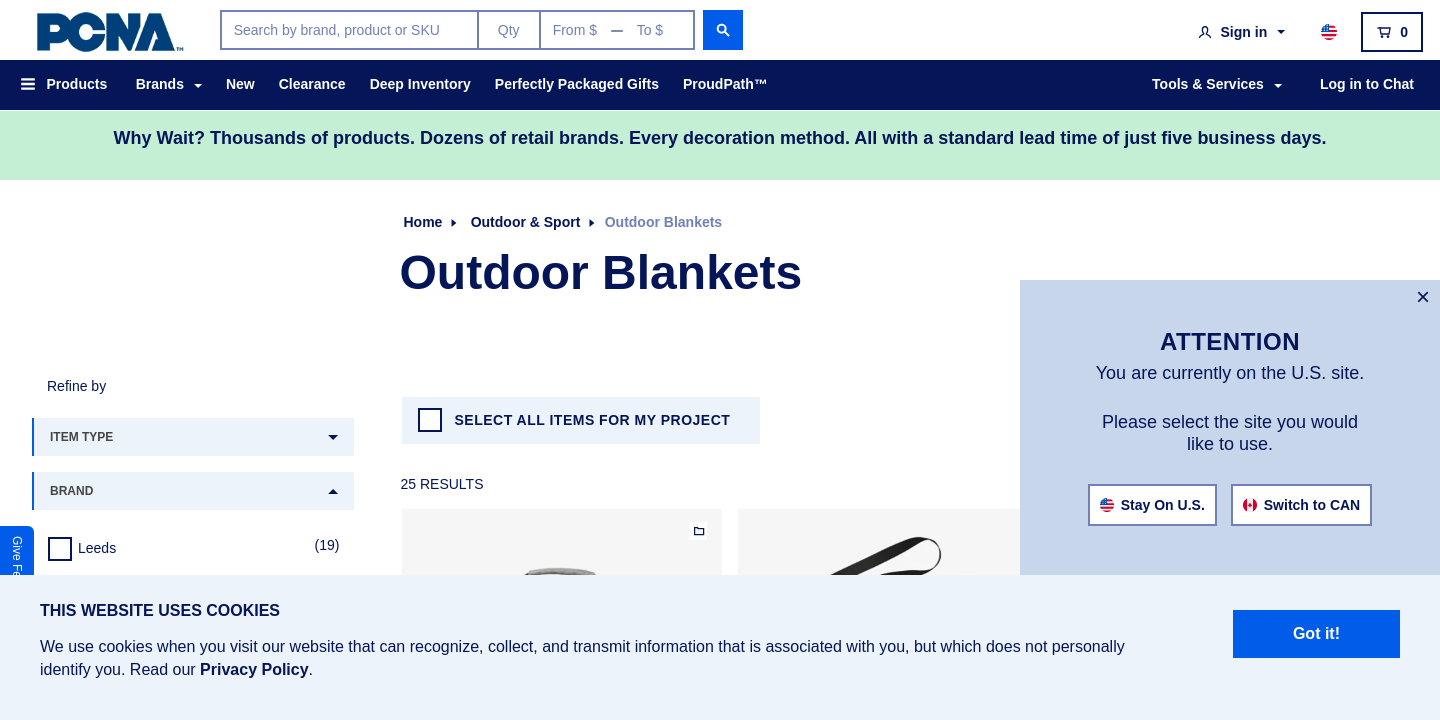 PCNA™
Search by brand, product or SKU
Qty
From $ — To $
Sign in
0
Products
Brands
New
Clearance
Deep Inventory
Perfectly Packaged Gifts
ProudPath™
Tools & Services
Log in to Chat
Why Wait? Thousands of products. Dozens of retail brands. Every decoration method. All with a standard lead time of just five business days.
Home
Outdoor & Sport
Outdoor Blankets
Outdoor Blankets
Refine by
ITEM TYPE
BRAND
Leeds
(19)
Give
SELECT ALL ITEMS FOR MY PROJECT
25 RESULTS
×
ATTENTION
You are currently on the U.S. site.
Please select the site you would
like to use.
Stay On U.S.
Switch to CAN
THIS WEBSITE USES COOKIES
We use cookies when you visit our website that can recognize, collect, and transmit information that is associated with you, but which does not personally
identify you. Read our Privacy Policy.
Got it!